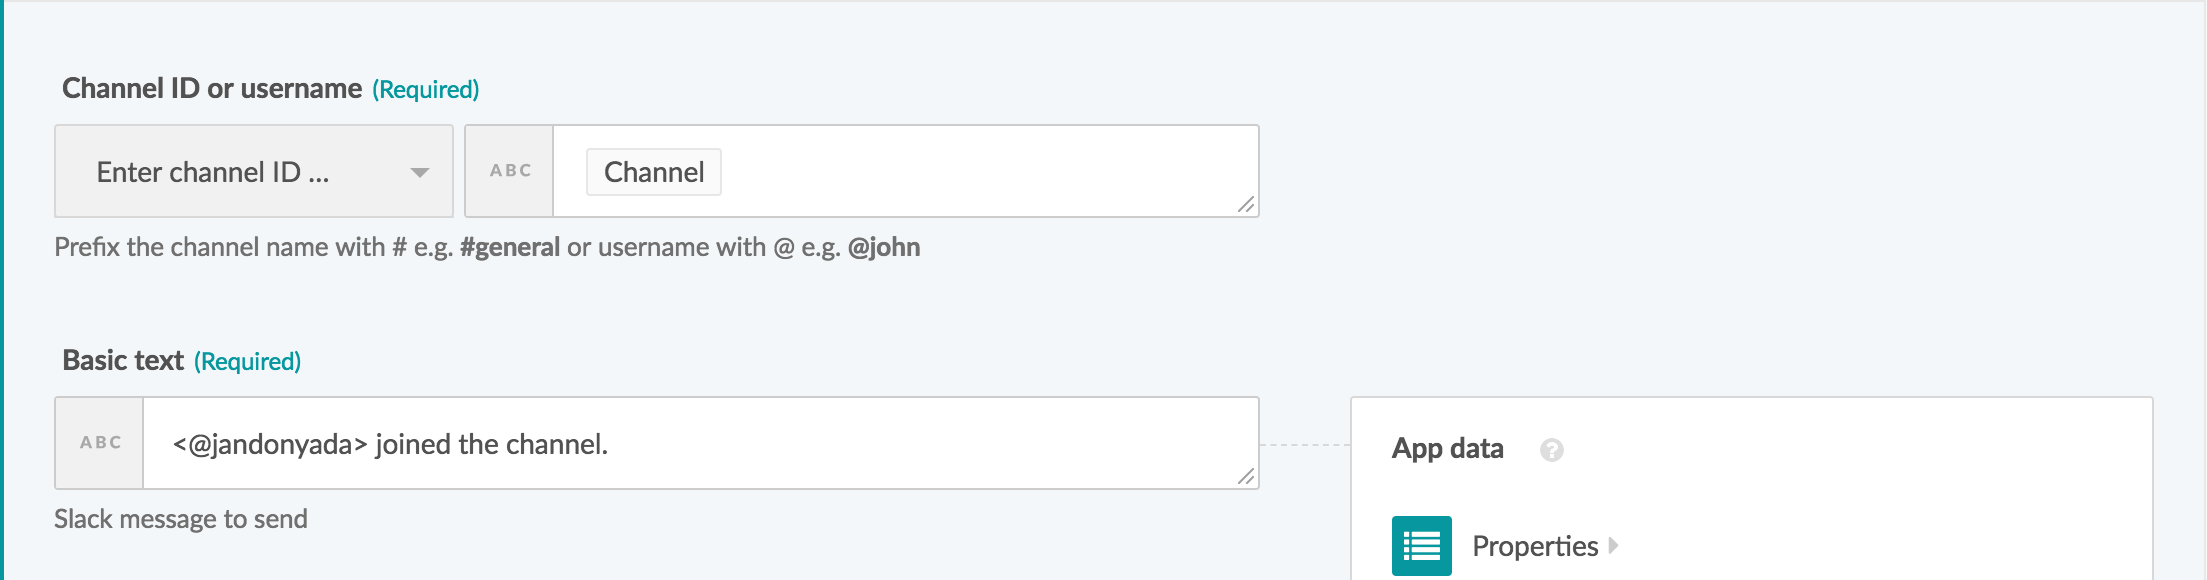 Channel ID or username (Required)
Enter channel ID ...
ABC
Channel
Prefix the channel name with # e.g. #general or username with @ e.g. @john
Basic text (Required)
ABC
<@jandonyada> joined the channel.
Slack message to send
App data
?
Properties